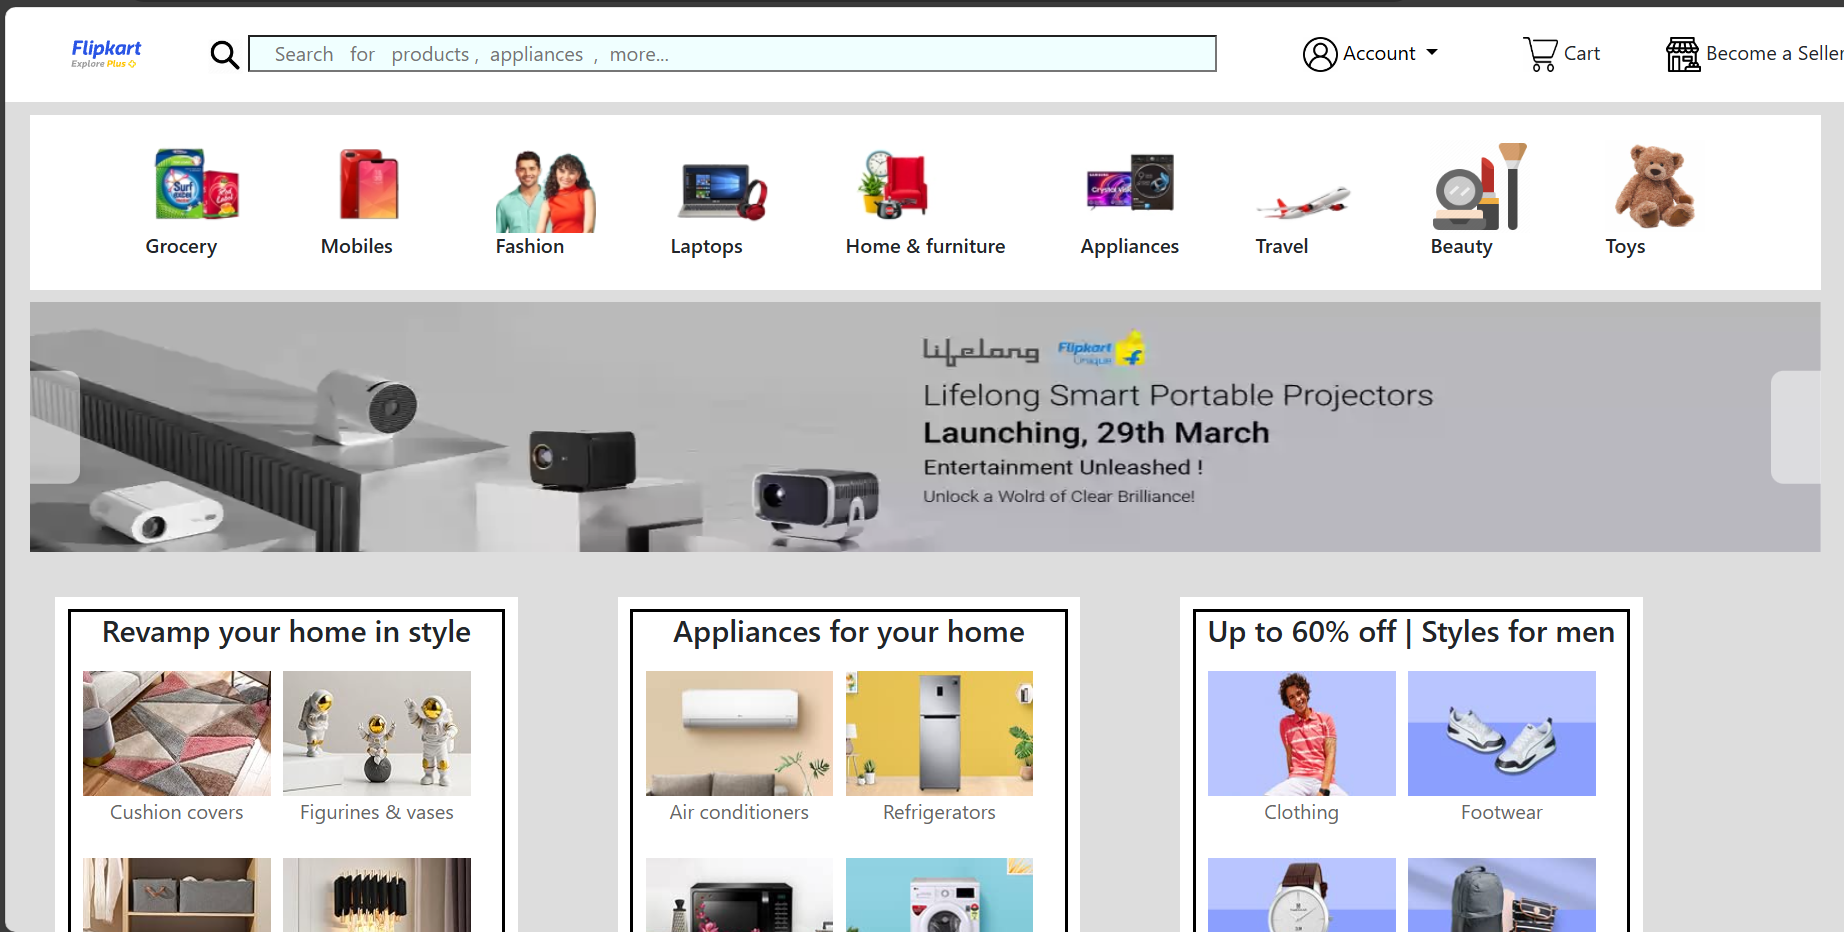 Flipkart
Explore Plus
Search for products , appliances , more...
Account
Cart
Become a Seller
Surf excel
Grocery
Mobiles
Fashion
Laptops
Home & furniture
Appliances
Travel
Beauty
Toys
Lifelong
Flipkart
Unique
Lifelong Smart Portable Projectors
Launching, 29th March
Entertainment Unleashed !
Unlock a Wolrd of Clear Brilliance!
Revamp your home in style
Appliances for your home
Up to 60% off | Styles for men
Cushion covers
Figurines & vases
Air conditioners
Refrigerators
Clothing
Footwear